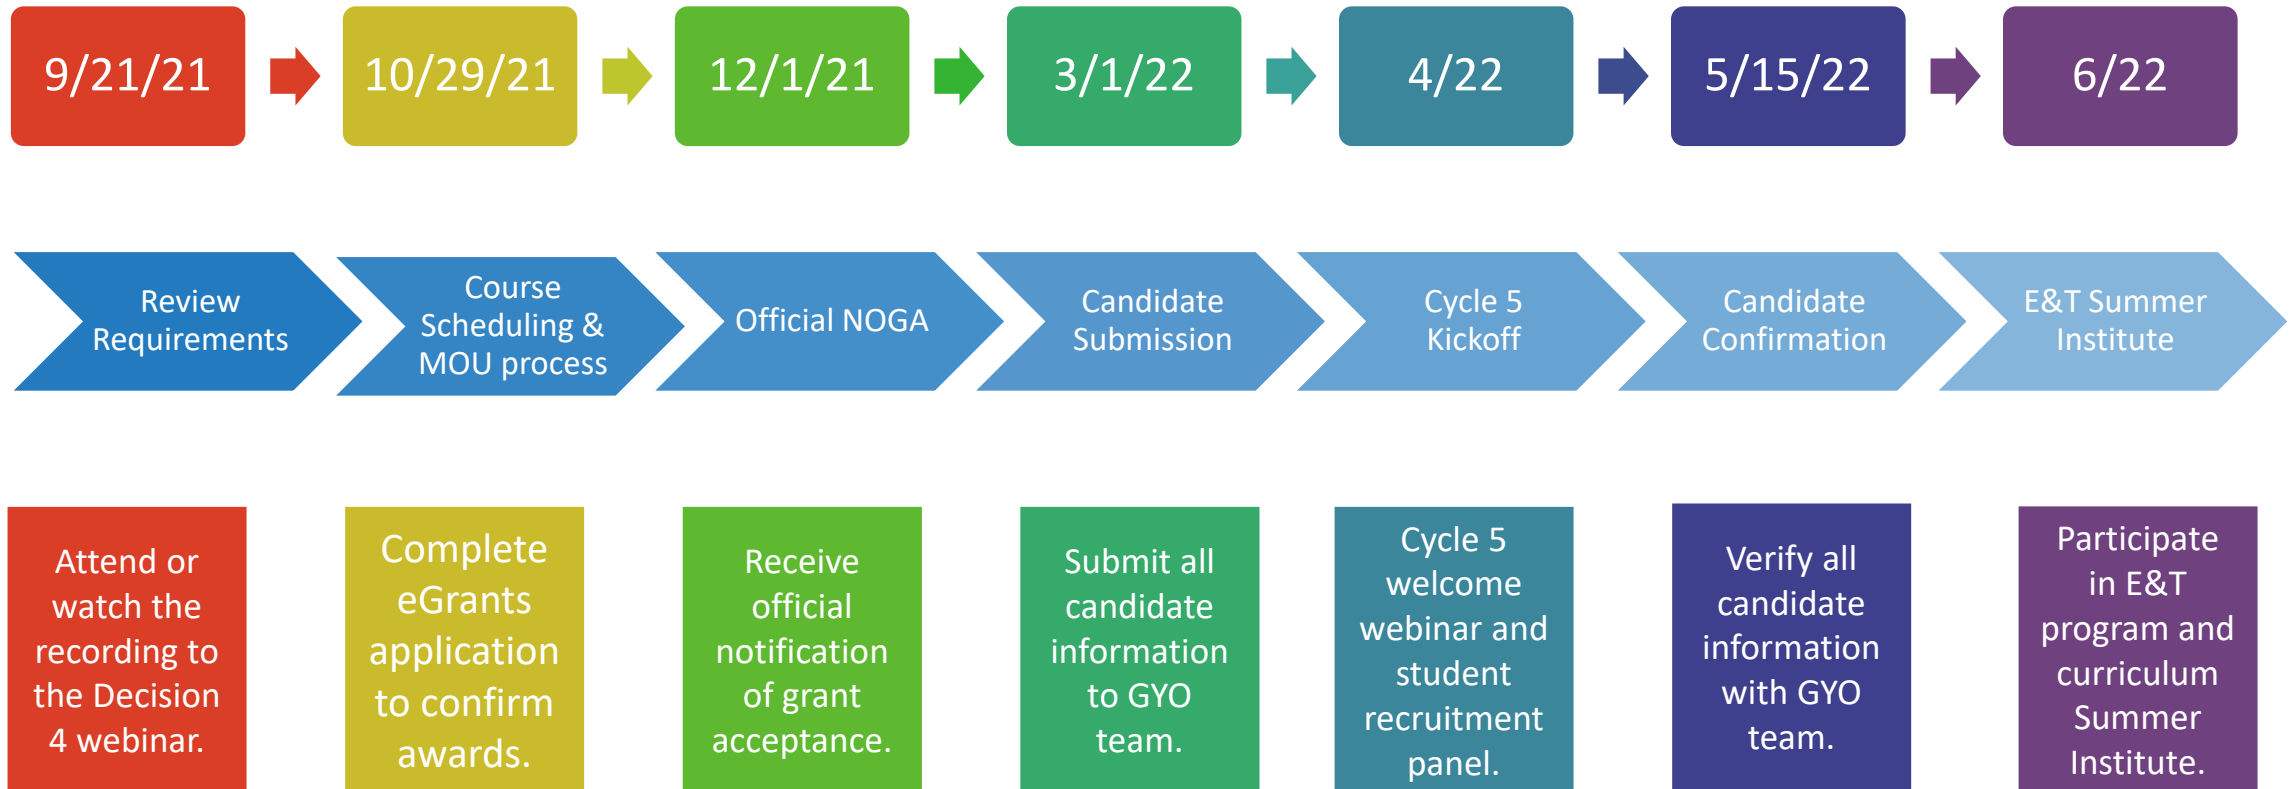 9/21/21
10/29/21
12/1/21
3/1/22
4/22
5/15/22
6/22
Review
Requirements
Course
Scheduling &
MOU process
Official NOGA
Candidate
Submission
Cycle 5
Kickoff
Candidate
Confirmation
E&T Summer
Institute
Attend or
watch the
recording to
the Decision
4 webinar.
Complete
eGrants
application
to confirm
awards.
Receive
official
notification
of grant
acceptance.
Submit all
candidate
information
to GYO
team.
Cycle 5
welcome
webinar and
student
recruitment
panel.
Verify all
candidate
information
with GYO
team.
Participate
in E&T
program and
curriculum
Summer
Institute.